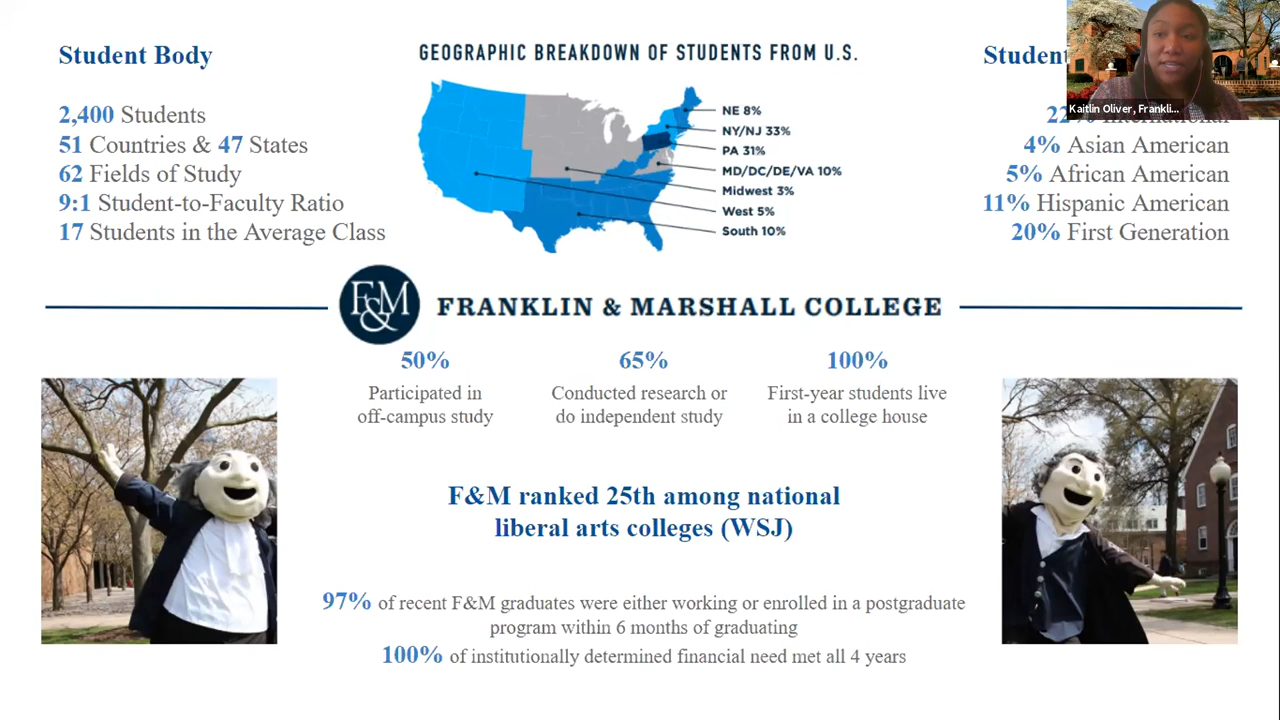 Student Body
2,400 Students
51 Countries & 47 States
62 Fields of Study
9:1 Student-to-Faculty Ratio
17 Students in the Average Class
GEOGRAPHIC BREAKDOWN OF STUDENTS FROM U.S.
NE 8%
NY/NJ 33%
PA 31%
MD/DC/DE/VA 10%
Midwest 3%
West 5%
South 10%
Student
Kaitlin Oliver, Frankli...
22% International
4% Asian American
5% African American
11% Hispanic American
20% First Generation
F&M
FRANKLIN & MARSHALL COLLEGE
50%
Participated in
off-campus study
65%
Conducted research or
do independent study
100%
First-year students live
in a college house
F&M ranked 25th among national
liberal arts colleges (WSJ)
97% of recent F&M graduates were either working or enrolled in a postgraduate
program within 6 months of graduating
100% of institutionally determined financial need met all 4 years